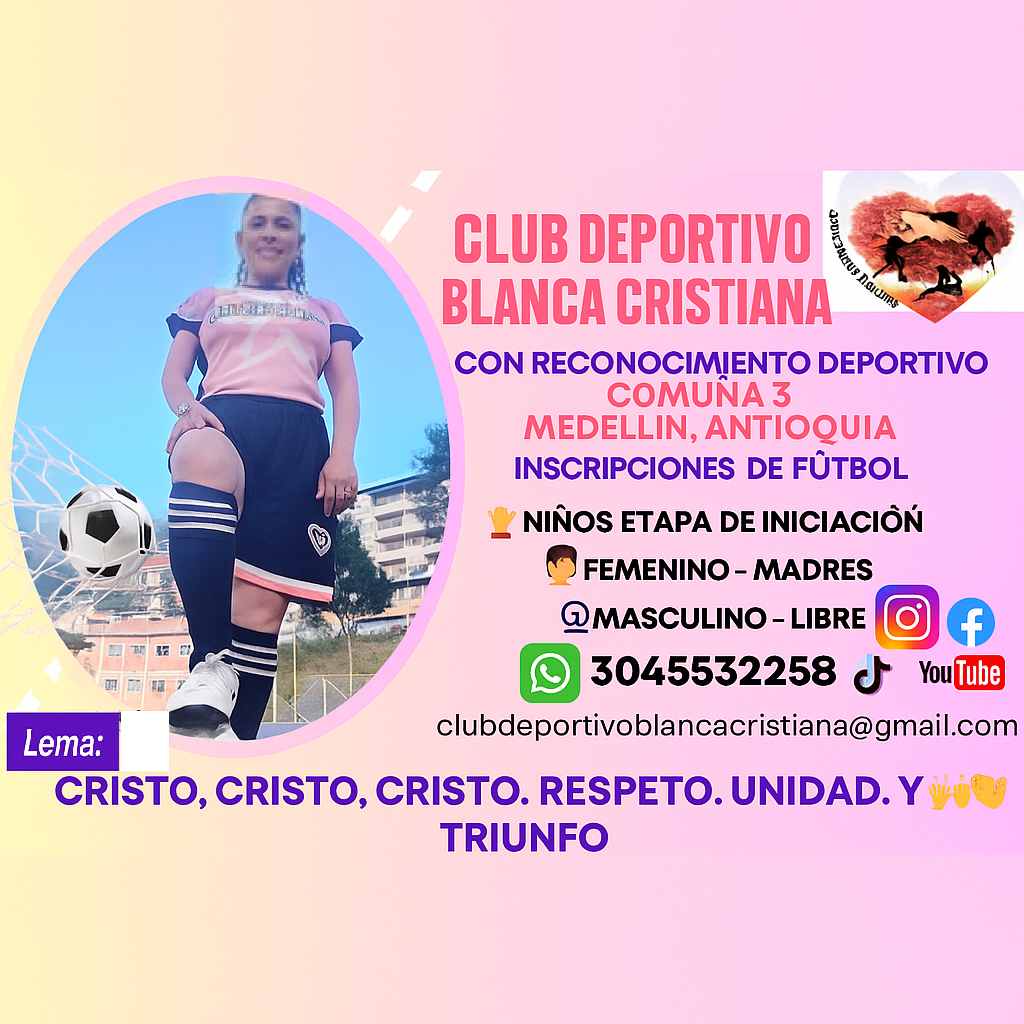 CLUB DEPORTIVO
BLANCA CRISTIANA
CON RECONOCIMIENTO DEPORTIVO
COMUÑA 3
MEDELLIN, ANTIOQUIA
INSCRIPCIONES DE FÛTBOL
NIÑOS ETAPA DE INICIACIÒŃ
FEMENINO – MADRES
MASCULINO – LIBRE
3045532258
YouTube
clubdeportivoblancacristiana@gmail.com
Lema:
CRISTO, CRISTO, CRISTO. RESPETO. UNIDAD. Y
TRIUNFO